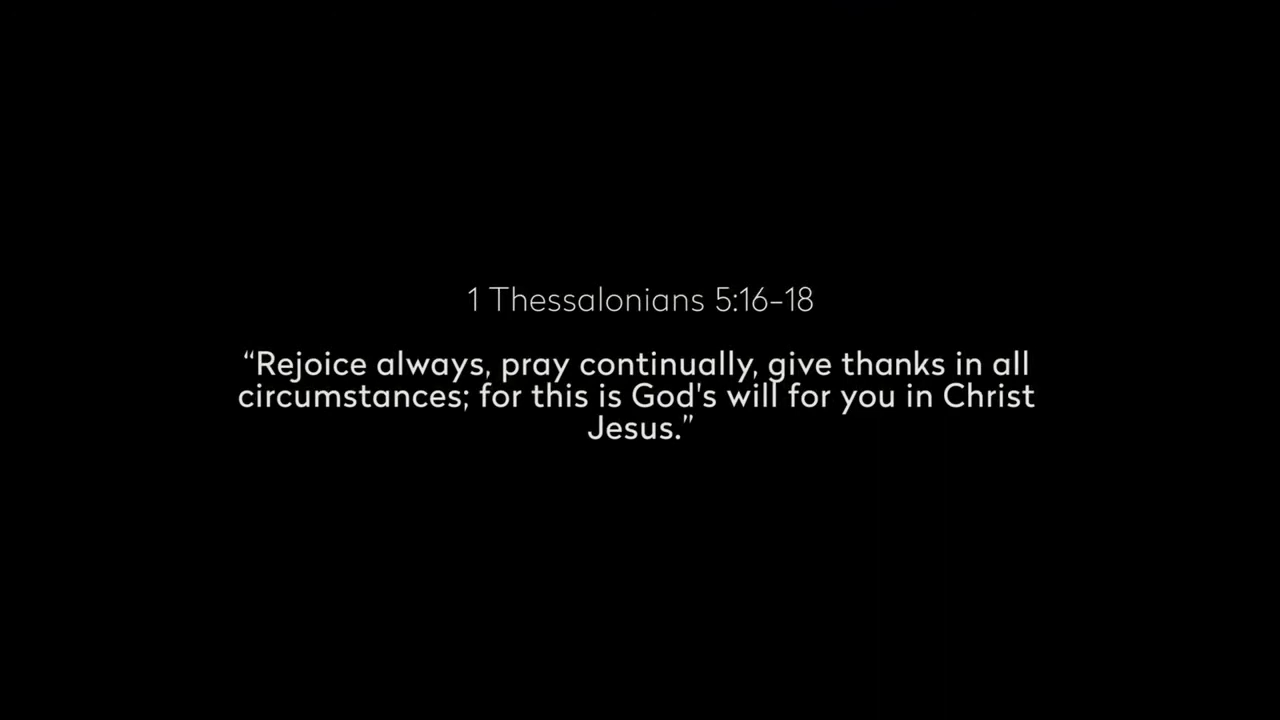 1 Thessalonians 5:16-18
“Rejoice always, pray continually, give thanks in all
circumstances; for this is God's will for you in Christ
Jesus.”